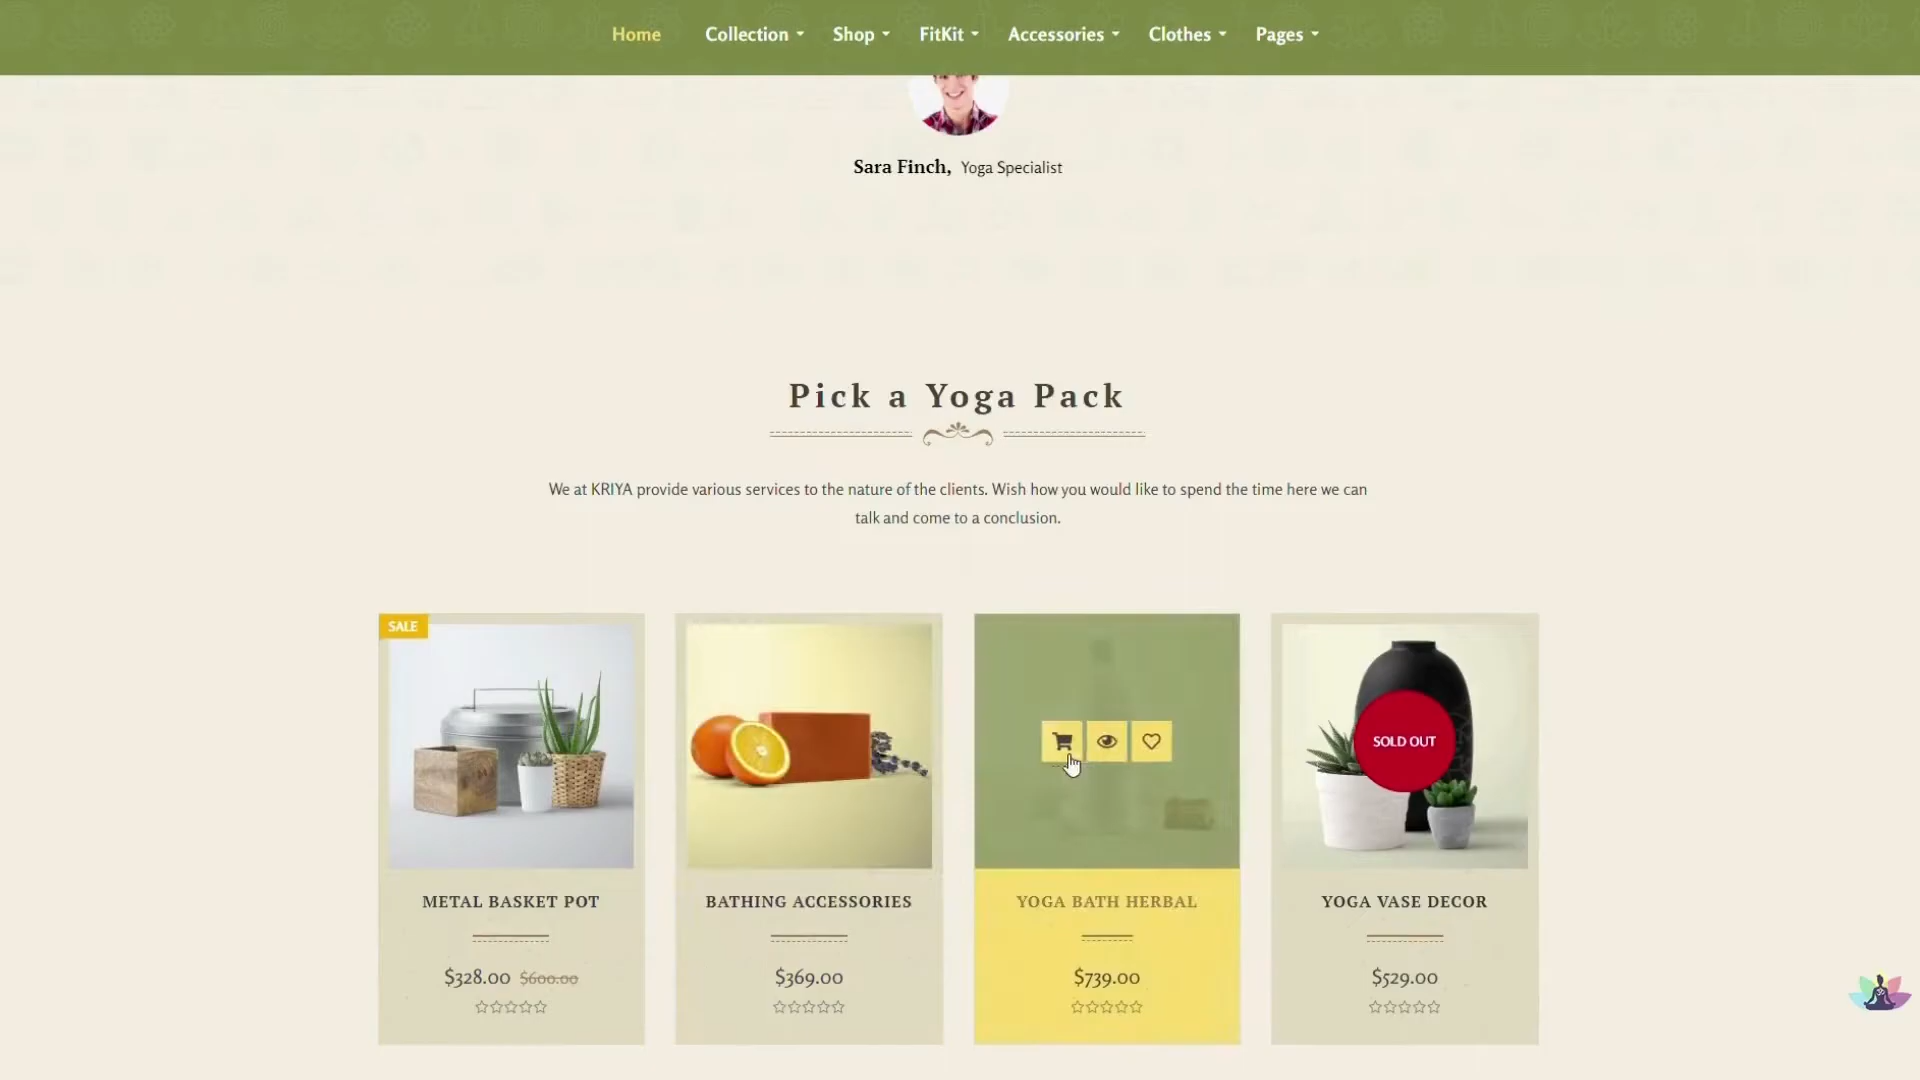 Home Collection Shop FitKit Accessories Clothes Pages
Sara Finch, Yoga Specialist
Pick a Yoga Pack
We at KRIYA provide various services to the nature of the clients. Wish how you would like to spend the time here we can
talk and come to a conclusion.
SALE
SOLD OUT
METAL BASKET POT
$328.00 $600.00
BATHING ACCESSORIES
$369.00
YOGA BATH HERBAL
$739.00
YOGA VASE DECOR
$529.00